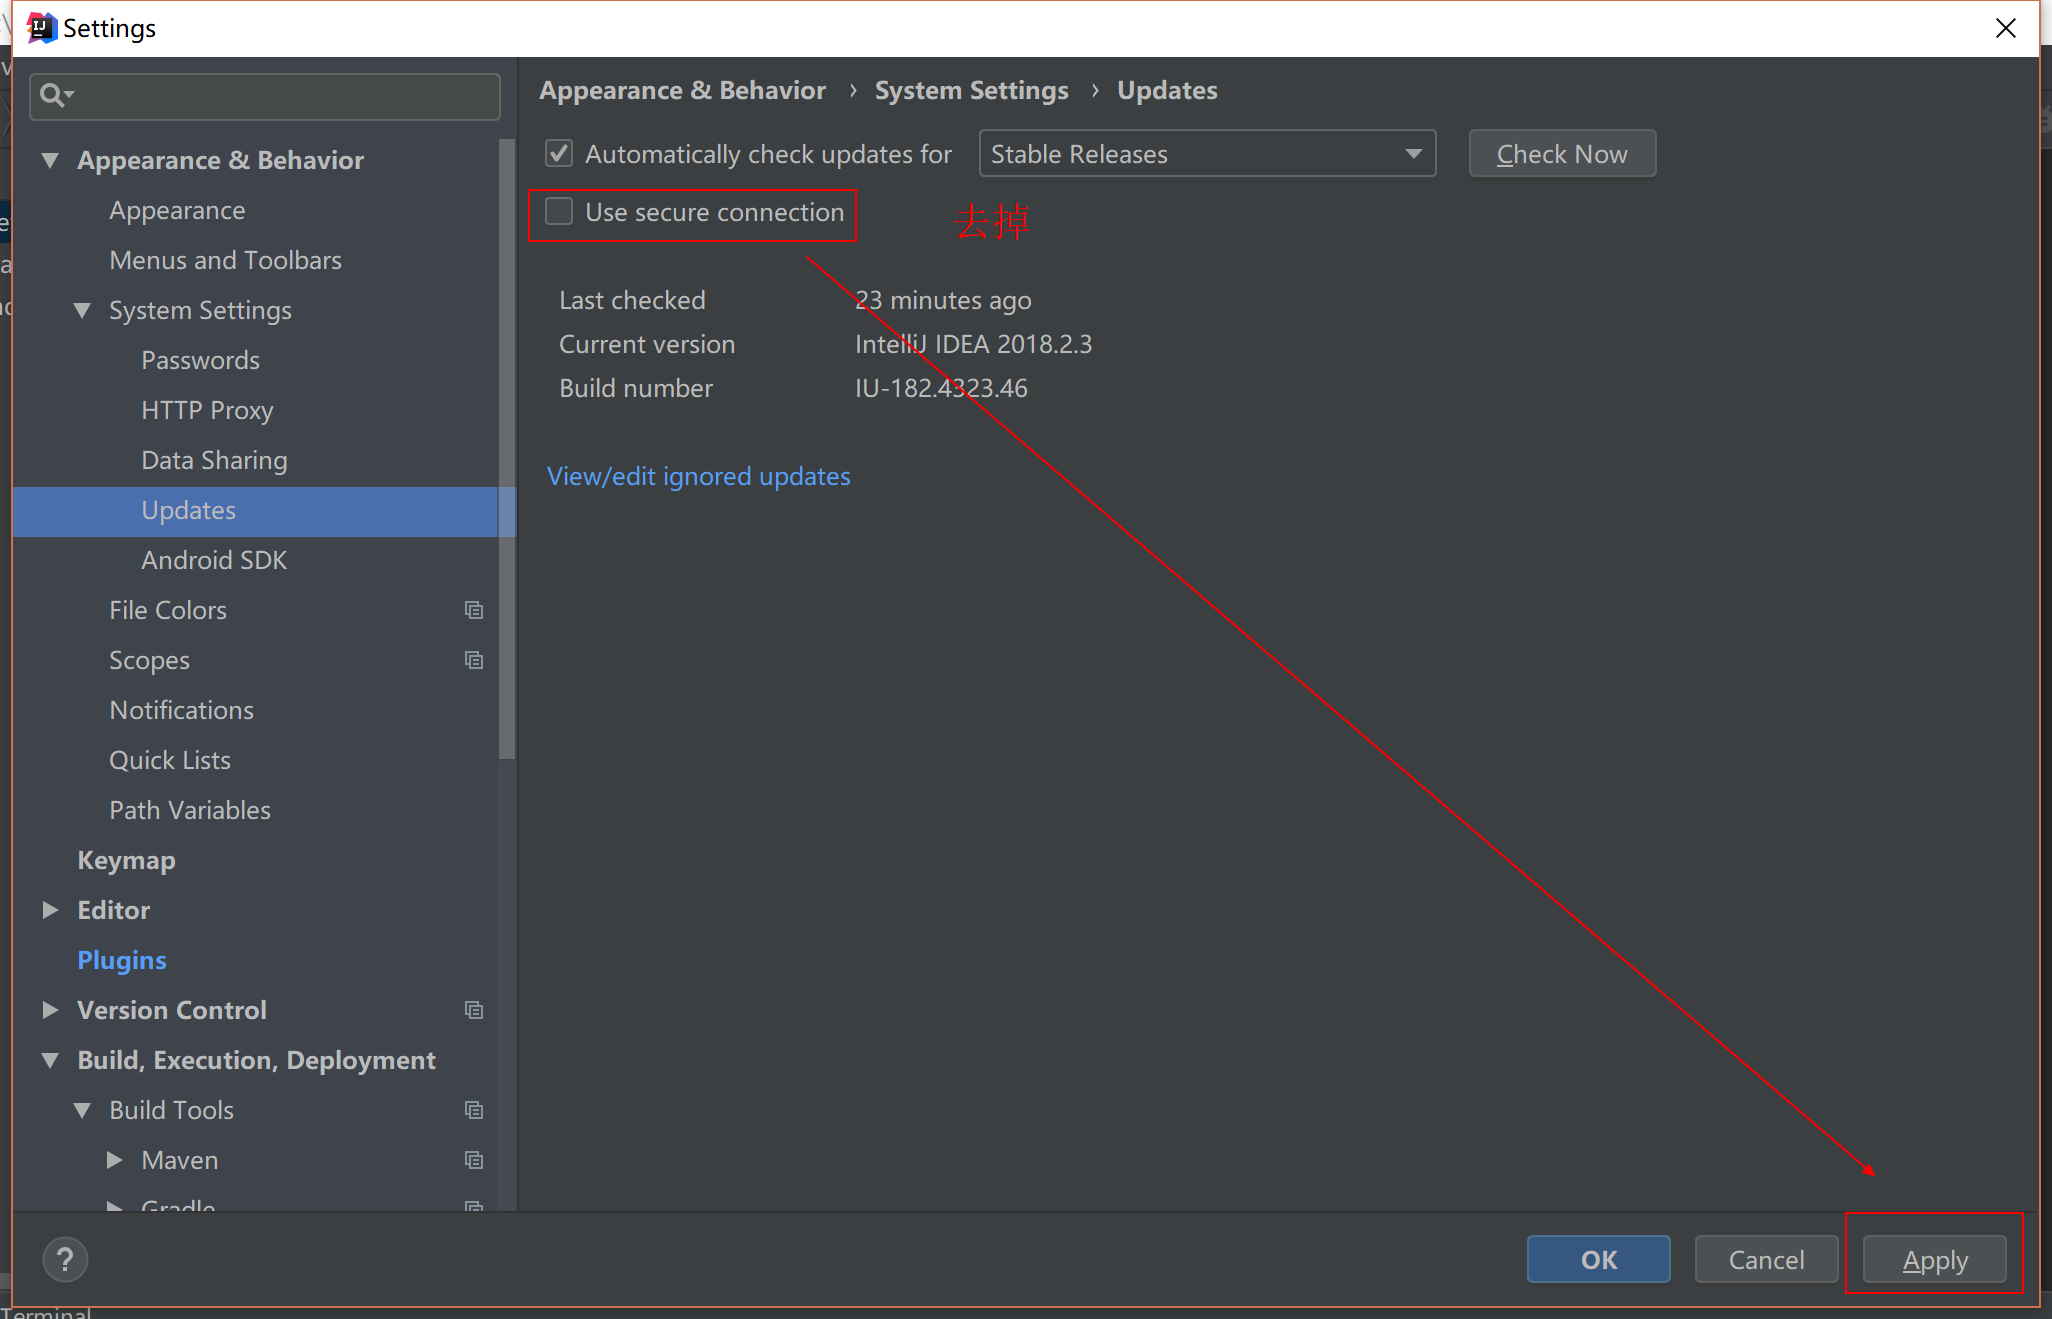 Settings
Appearance & Behavior
Appearance
Menus and Toolbars
System Settings
Passwords
HTTP Proxy
Data Sharing
Updates
Android SDK
File Colors
Scopes
Notifications
Quick Lists
Path Variables
Keymap
Editor
Plugins
Version Control
Build, Execution, Deployment
Build Tools
Maven
Gradle
Appearance & Behavior › System Settings › Updates
Automatically check updates for Stable Releases Check Now
Use secure connection 去掉
Last checked 23 minutes ago
Current version IntelliJ IDEA 2018.2.3
Build number IU-182.4323.46
View/edit ignored updates
? OK Cancel Apply
Terminal